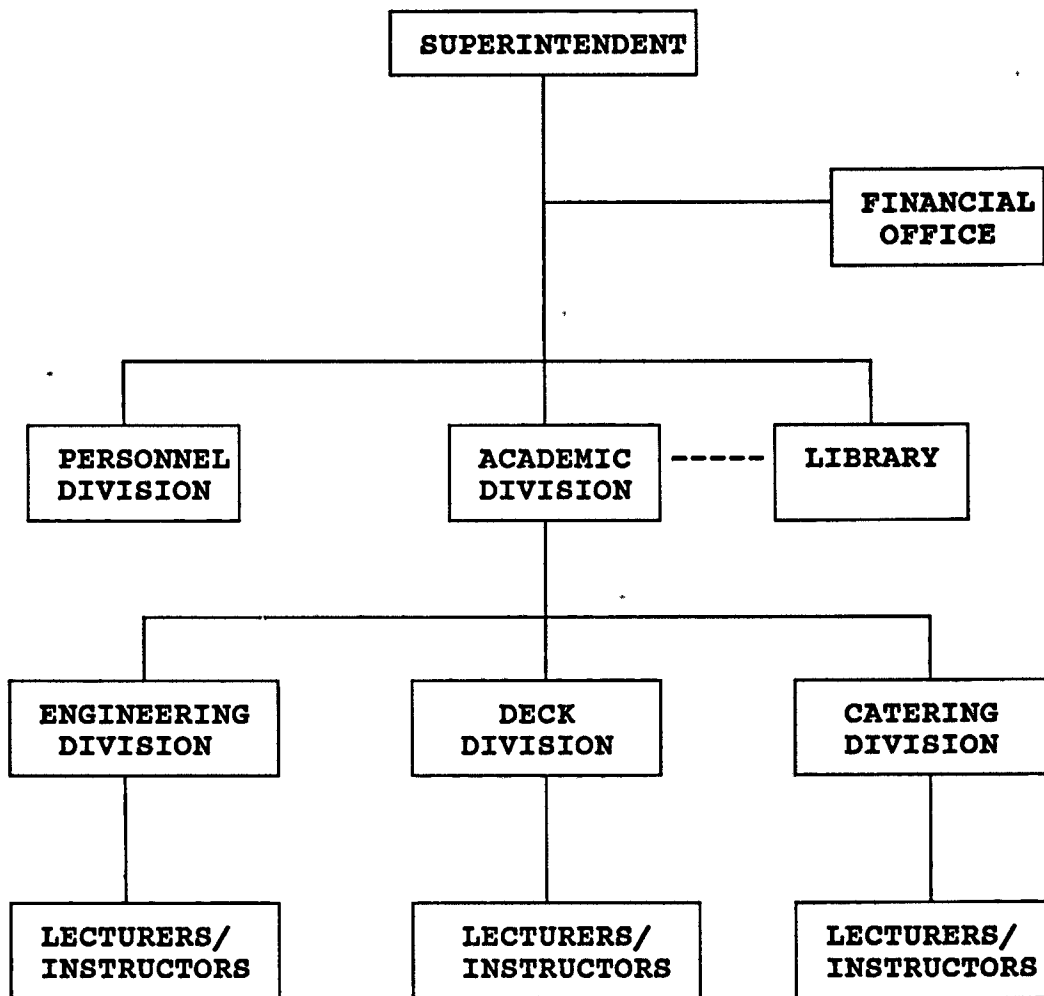 SUPERINTENDENT
FINANCIAL
OFFICE
PERSONNEL
DIVISION
ACADEMIC
DIVISION
LIBRARY
ENGINEERING
DIVISION
DECK
DIVISION
CATERING
DIVISION
LECTURERS/
INSTRUCTORS
LECTURERS/
INSTRUCTORS
LECTURERS/
INSTRUCTORS